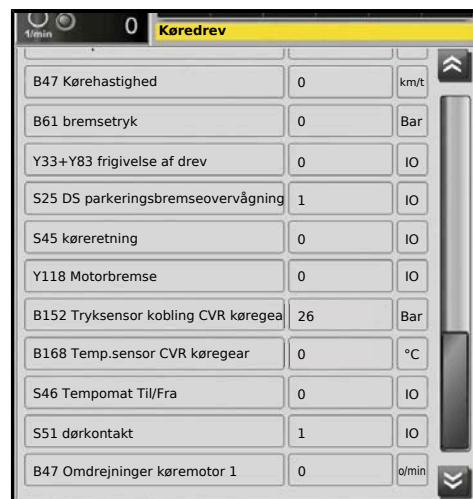 1/min 0 Køredrev
B47 Kørehastighed 0 km/t
B61 bremsetryk 0 Bar
Y33+Y83 frigivelse af drev 0 IO
S25 DS parkeringsbremseovervågning 1 IO
S45 køreretning 0 IO
Y118 Motorbremse 0 IO
B152 Tryksensor kobling CVR køregea 26 Bar
B168 Temp.sensor CVR køregear 0 °C
S46 Tempomat Til/Fra 0 IO
S51 dørkontakt 1 IO
B47 Omdrejninger køremotor 1 0 o/min